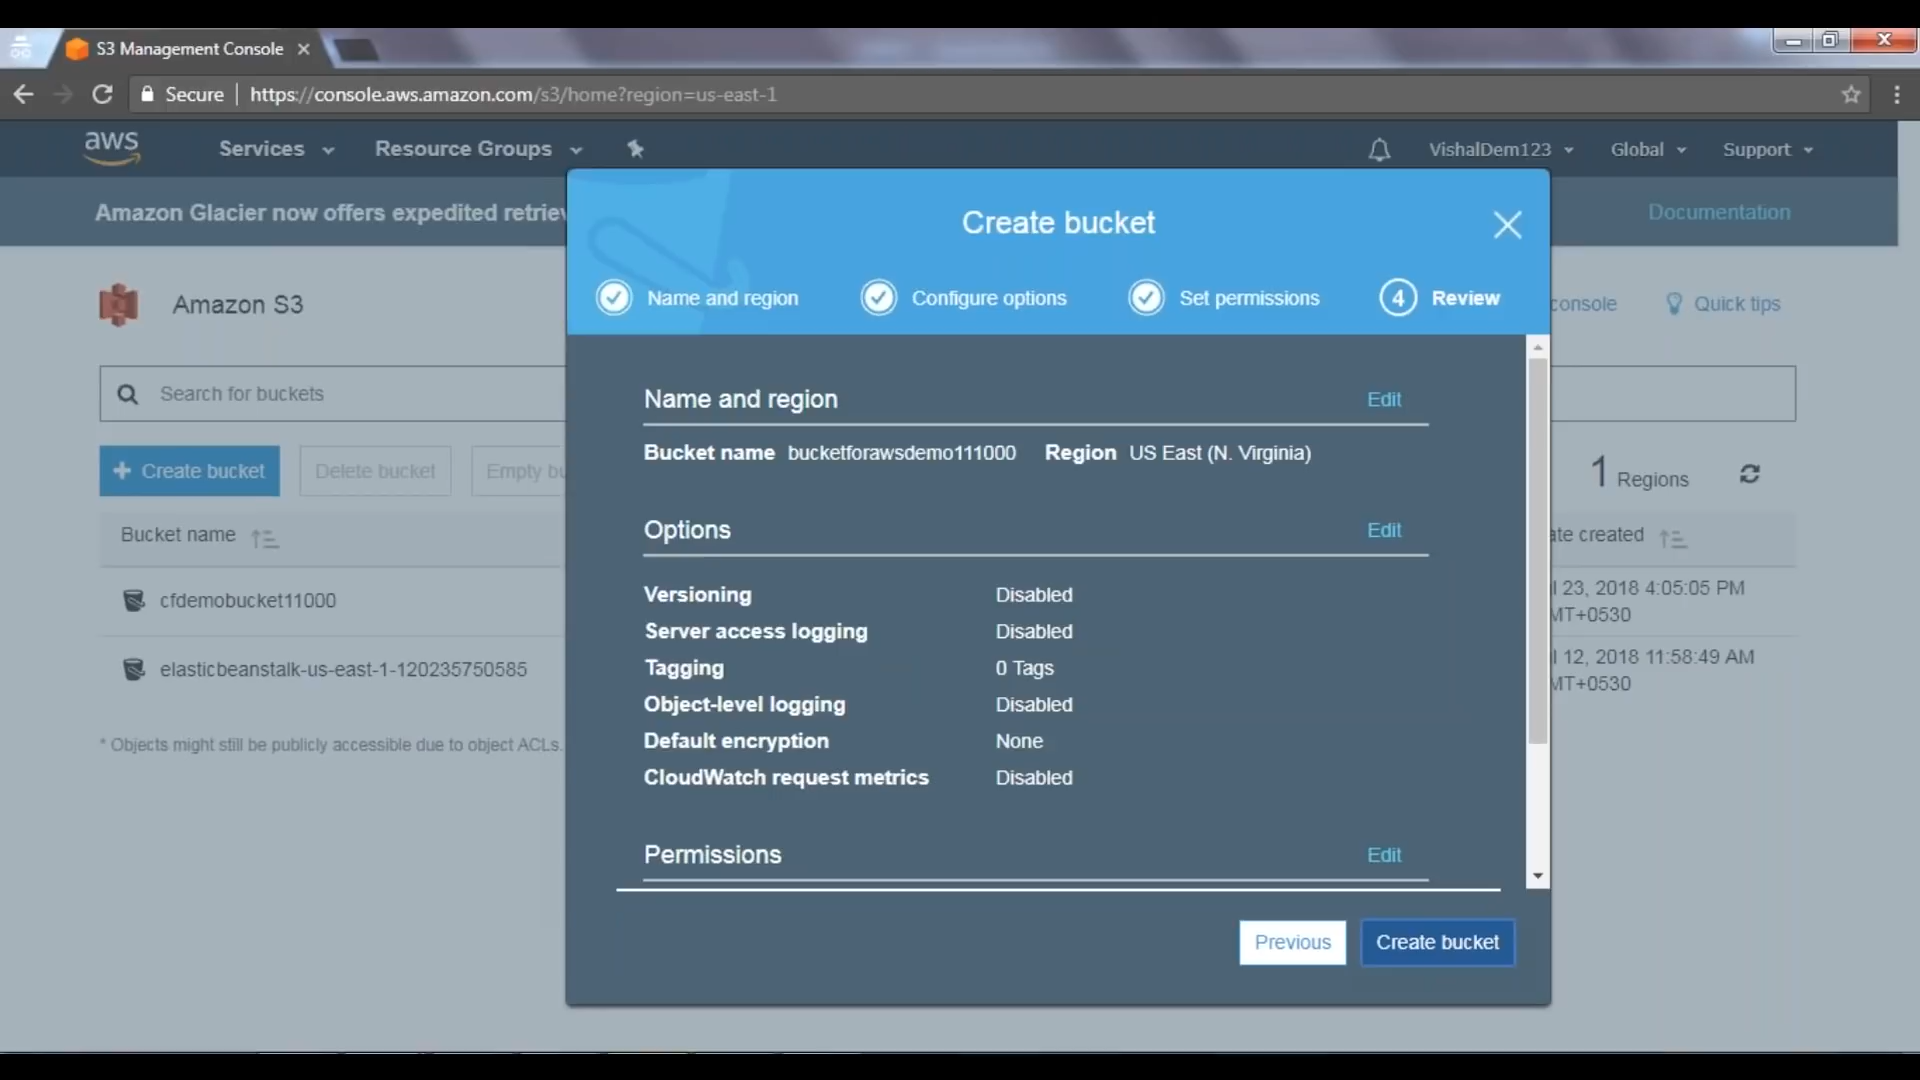 S3 Management Console
Secure | https://console.aws.amazon.com/s3/home?region=us-east-1
aws Services Resource Groups VishalDem123 Global Support
Amazon Glacier now offers expedited Documentation
Create bucket
Name and region Configure options Set permissions 4 Review
Amazon S3 console Quick tips
Search for buckets
Name and region Edit
Bucket name bucketforawsdemo111000 Region US East (N. Virginia)
Create bucket Delete bucket Empty
1 Regions
Options Edit
Bucket name created
Versioning Disabled
Server access logging Disabled
Tagging 0 Tags
Object-level logging Disabled
Default encryption None
CloudWatch request metrics Disabled
cfdemobucket11000 23, 2018 4:05:05 PM
GMT+0530
elasticbeanstalk-us-east-1-120235750585 12, 2018 11:58:49 AM
GMT+0530
* Objects might still be publicly accessible due to object ACLs.
Permissions Edit
Previous Create bucket